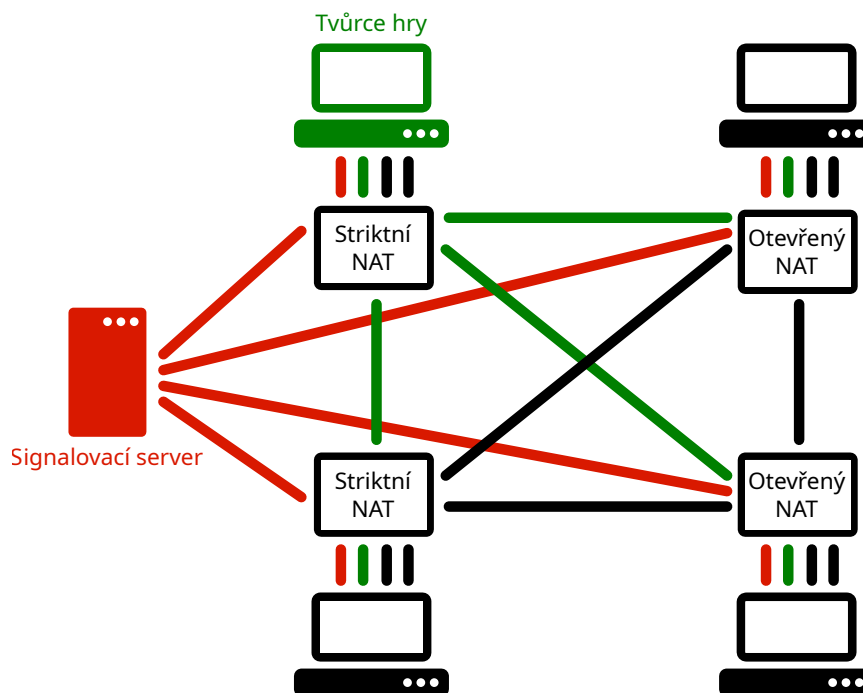 Tvůrce hry
Striktní
NAT
Otevřený
NAT
Signalovací server
Striktní
NAT
Otevřený
NAT